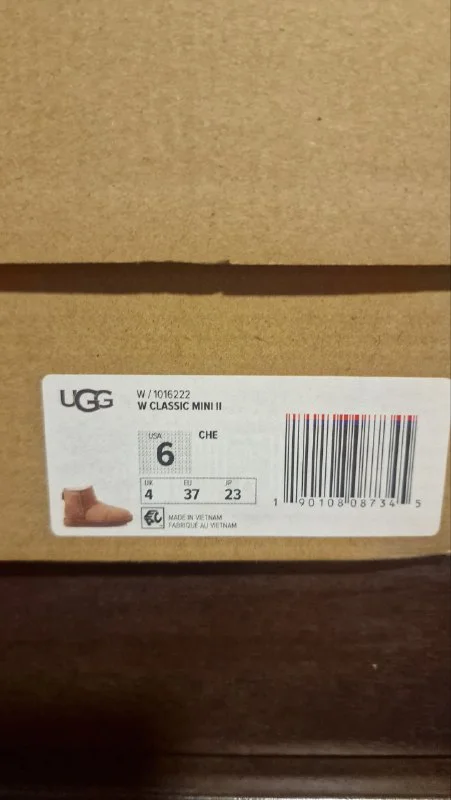 UGG
W / 1016222
W CLASSIC MINI II
USA
6
CHE
UK EU JP
4 37 23
1 90108 08734 5
MADE IN VIETNAM
FABRIQUÉ AU VIETNAM